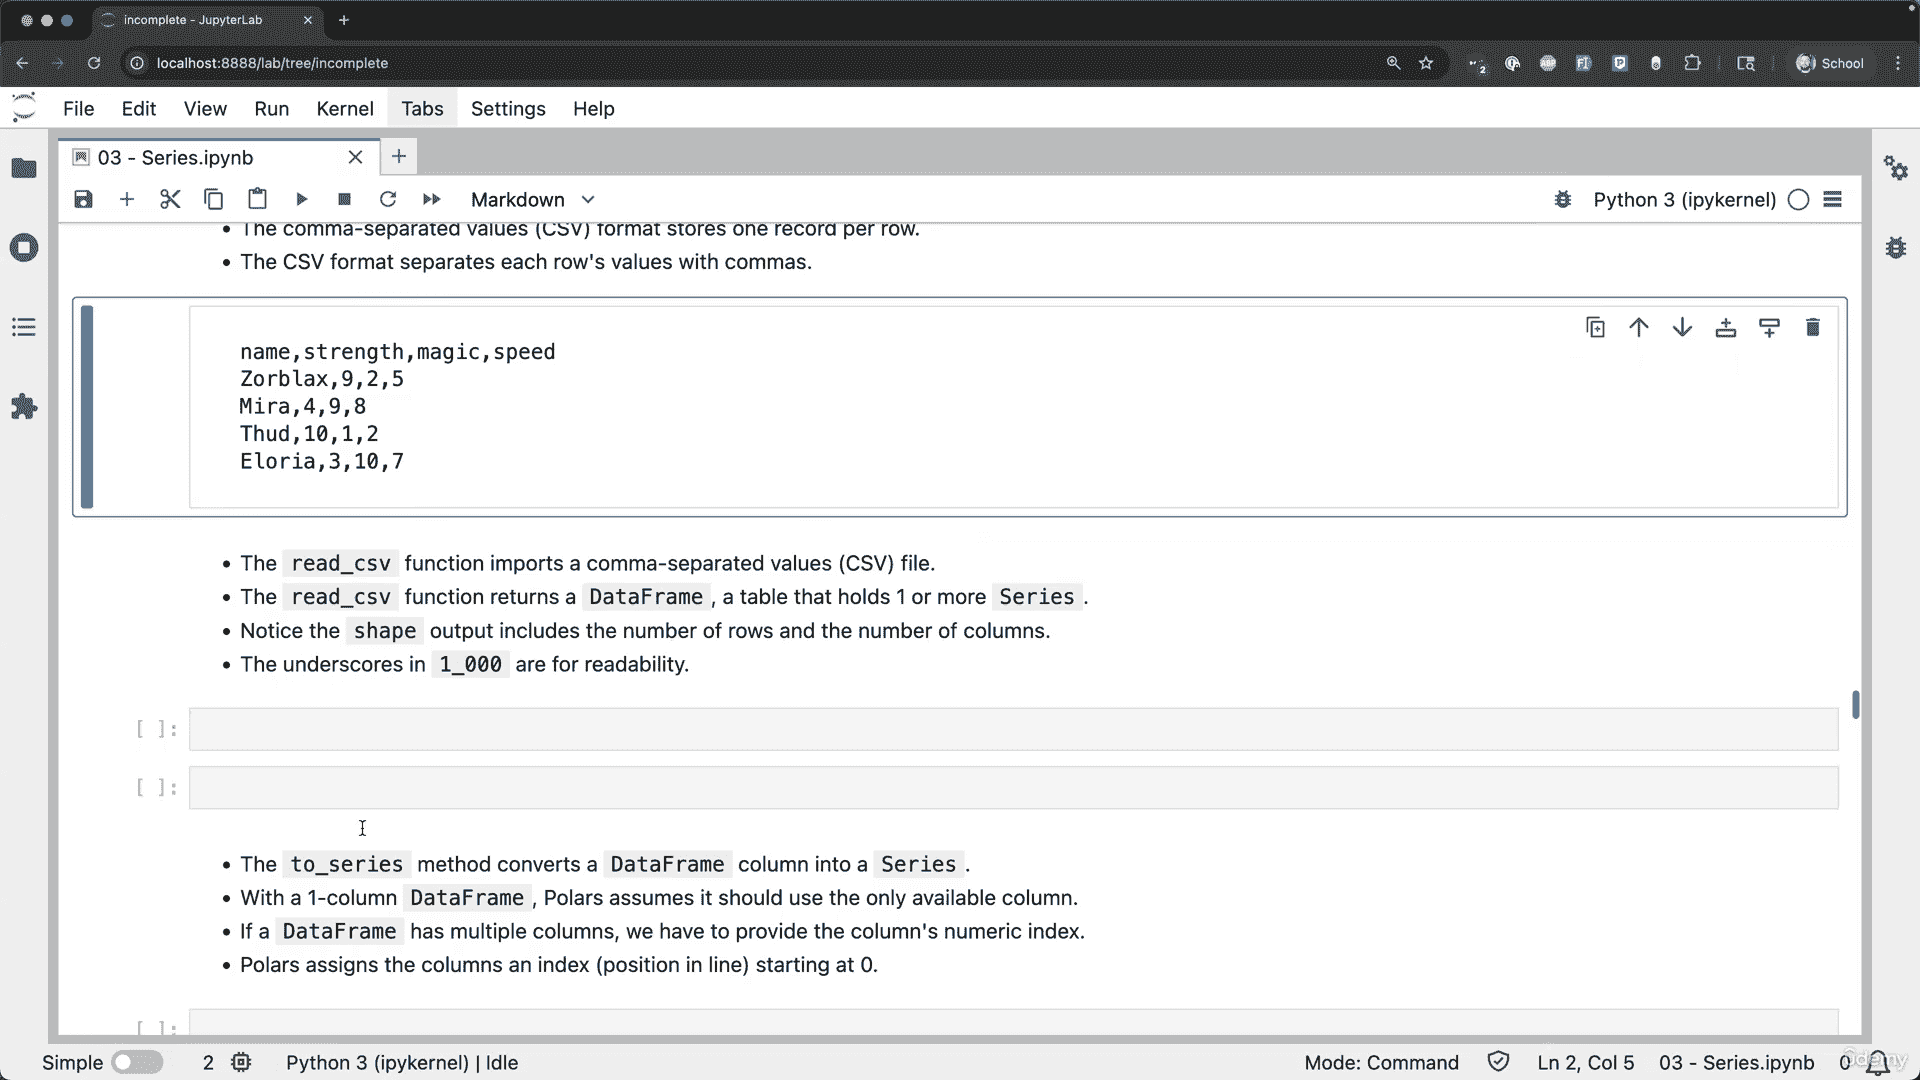 incomplete - JupyterLab
localhost:8888/lab/tree/incomplete
2
School
File Edit View Run Kernel Tabs Settings Help
03 - Series.ipynb
Markdown
Python 3 (ipykernel)
• The comma-separated values (CSV) format stores one record per row.
• The CSV format separates each row's values with commas.
name,strength,magic,speed
Zorblax,9,2,5
Mira,4,9,8
Thud,10,1,2
Eloria,3,10,7
• The read_csv function imports a comma-separated values (CSV) file.
• The read_csv function returns a DataFrame , a table that holds 1 or more Series .
• Notice the shape output includes the number of rows and the number of columns.
• The underscores in 1_000 are for readability.
[ ]:
[ ]:
• The to_series method converts a DataFrame column into a Series .
• With a 1-column DataFrame , Polars assumes it should use the only available column.
• If a DataFrame has multiple columns, we have to provide the column's numeric index.
• Polars assigns the columns an index (position in line) starting at 0.
[ ]:
Simple 2 Python 3 (ipykernel) | Idle Mode: Command Ln 2, Col 5 03 - Series.ipynb 0
udemy